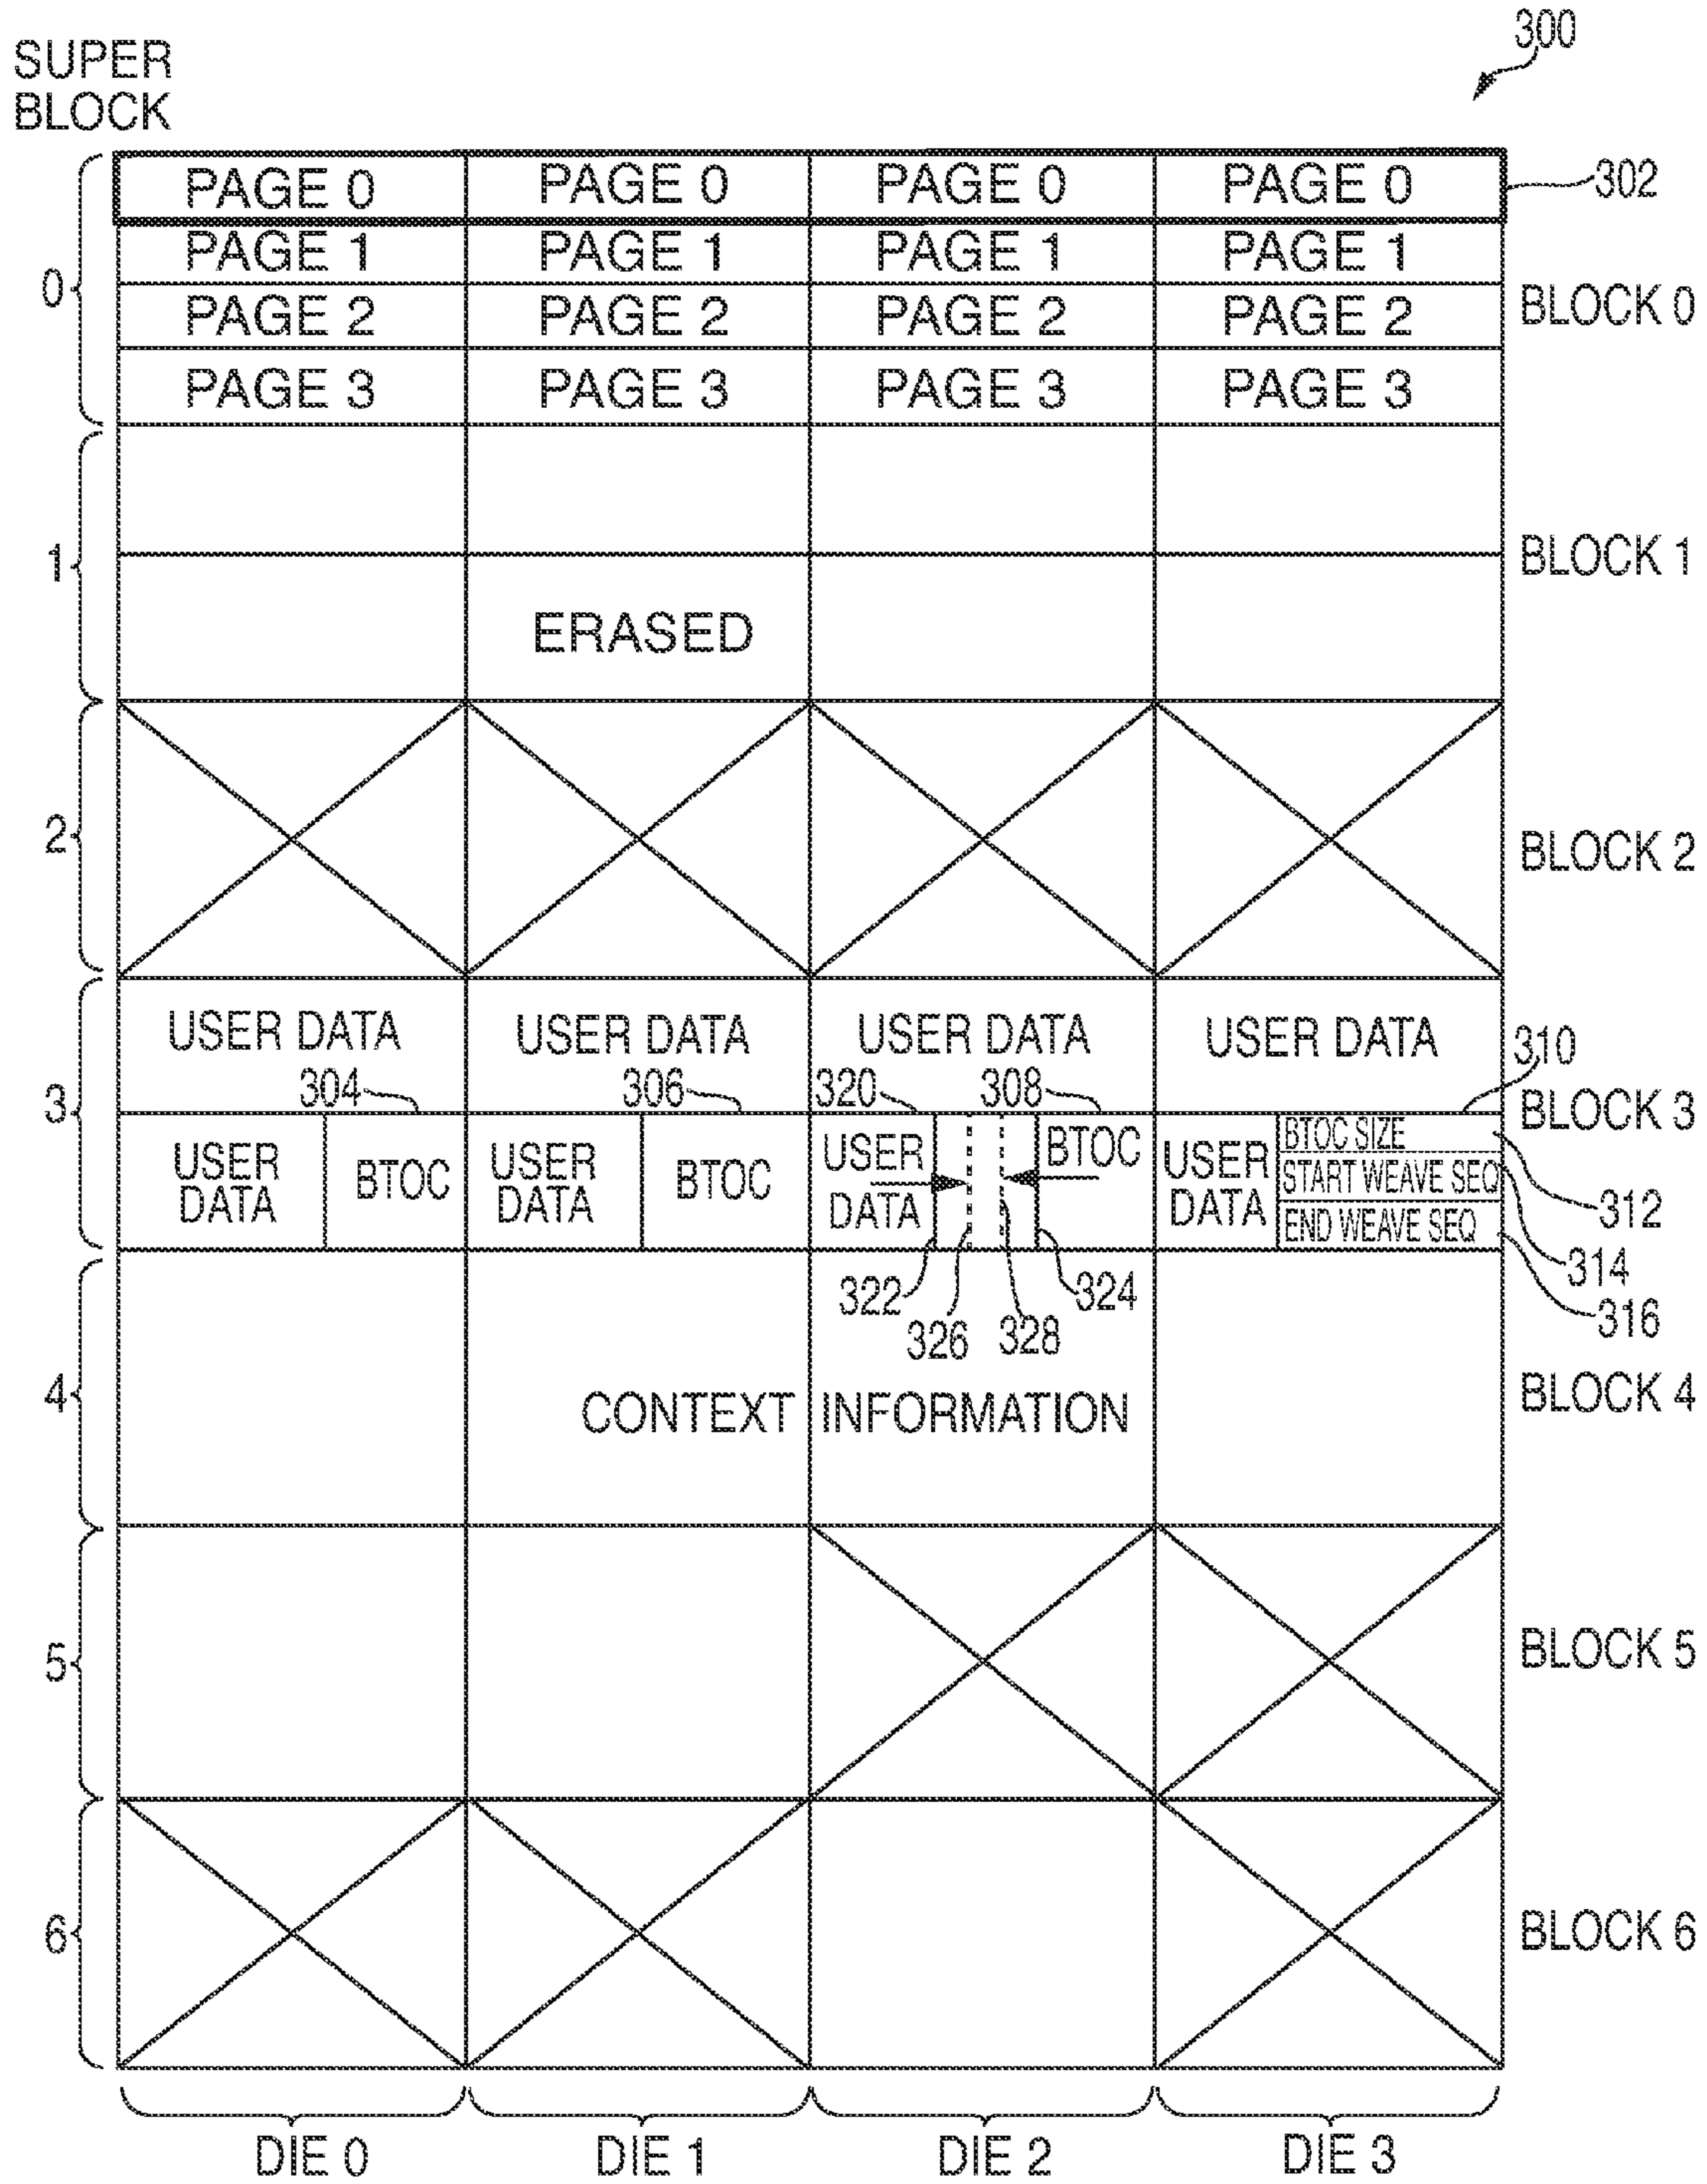 300
SUPER
BLOCK
PAGE 0 PAGE 0 PAGE 0 PAGE 0 302
PAGE 1 PAGE 1 PAGE 1 PAGE 1
0 BLOCK 0
PAGE 2 PAGE 2 PAGE 2 PAGE 2
PAGE 3 PAGE 3 PAGE 3 PAGE 3
1 BLOCK 1
ERASED
2 BLOCK 2
USER DATA USER DATA USER DATA USER DATA 310
304 306 320 308
3 BLOCK 3
USER DATA BTOC USER DATA BTOC USER DATA BTOC USER DATA BTOC SIZE
START WEAVE SEQ 312
END WEAVE SEQ 314
322 324 316
326 328
4 CONTEXT INFORMATION BLOCK 4
5 BLOCK 5
6 BLOCK 6
DIE 0 DIE 1 DIE 2 DIE 3